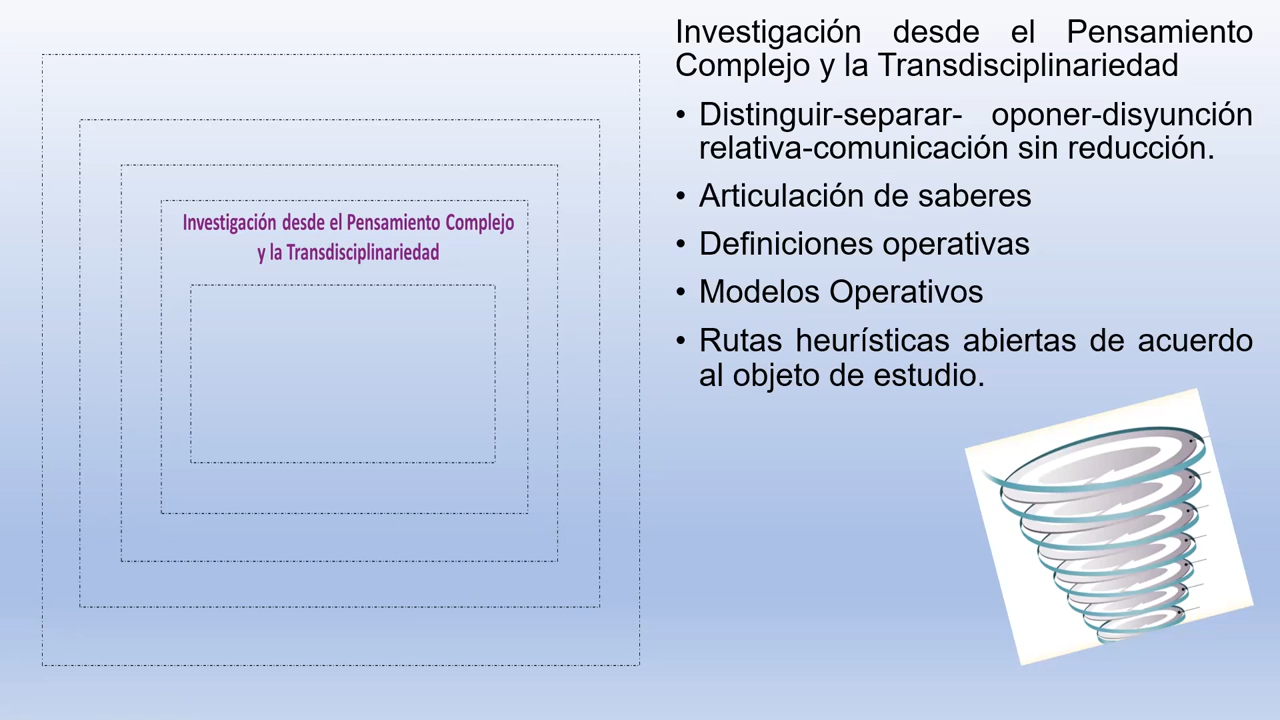 Investigación desde el Pensamiento Complejo
y la Transdisciplinariedad
Investigación desde el Pensamiento
Complejo y la Transdisciplinariedad
• Distinguir-separar- oponer-disyunción
relativa-comunicación sin reducción.
• Articulación de saberes
• Definiciones operativas
• Modelos Operativos
• Rutas heurísticas abiertas de acuerdo
al objeto de estudio.